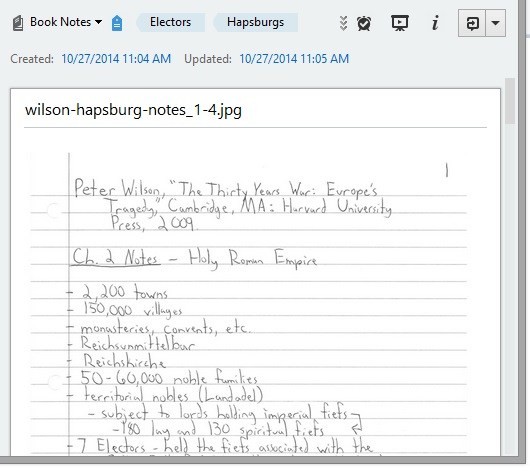 Book Notes
Electors
Hapsburgs
Created: 10/27/2014 11:04 AM Updated: 10/27/2014 11:05 AM
wilson-hapsburg-notes_1-4.jpg
1
Peter Wilson, "The Thirty Years War: Europe's
Tragedy," Cambridge, MA: Harvard University
Press, 2009.
Ch. 2 Notes - Holy Roman Empire
- 2,200 towns
- 150,000 villages
- monasteries, convents, etc.
- Reichsunmittelbar
- Reichskirche
- 50-60,000 noble families
- territorial nobles (Landadel)
- subject to lords holding imperial fiefs
- 180 lay and 130 spiritual fiefs
- 7 Electors - held the fiefs associated with the